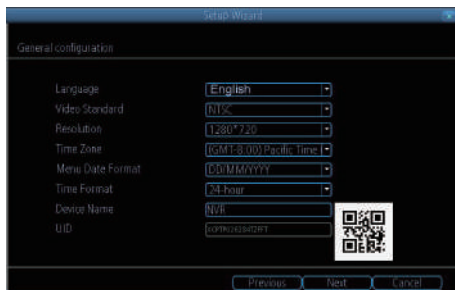 Setup Wizard
General configuration
Language English
Video Standard NTSC
Resolution 1280*720
Time Zone (GMT-8:00) Pacific Time
Menu Date Format DD/MM/YYYY
Time Format 24-hour
Device Name NVR
UID
Previous Next Cancel